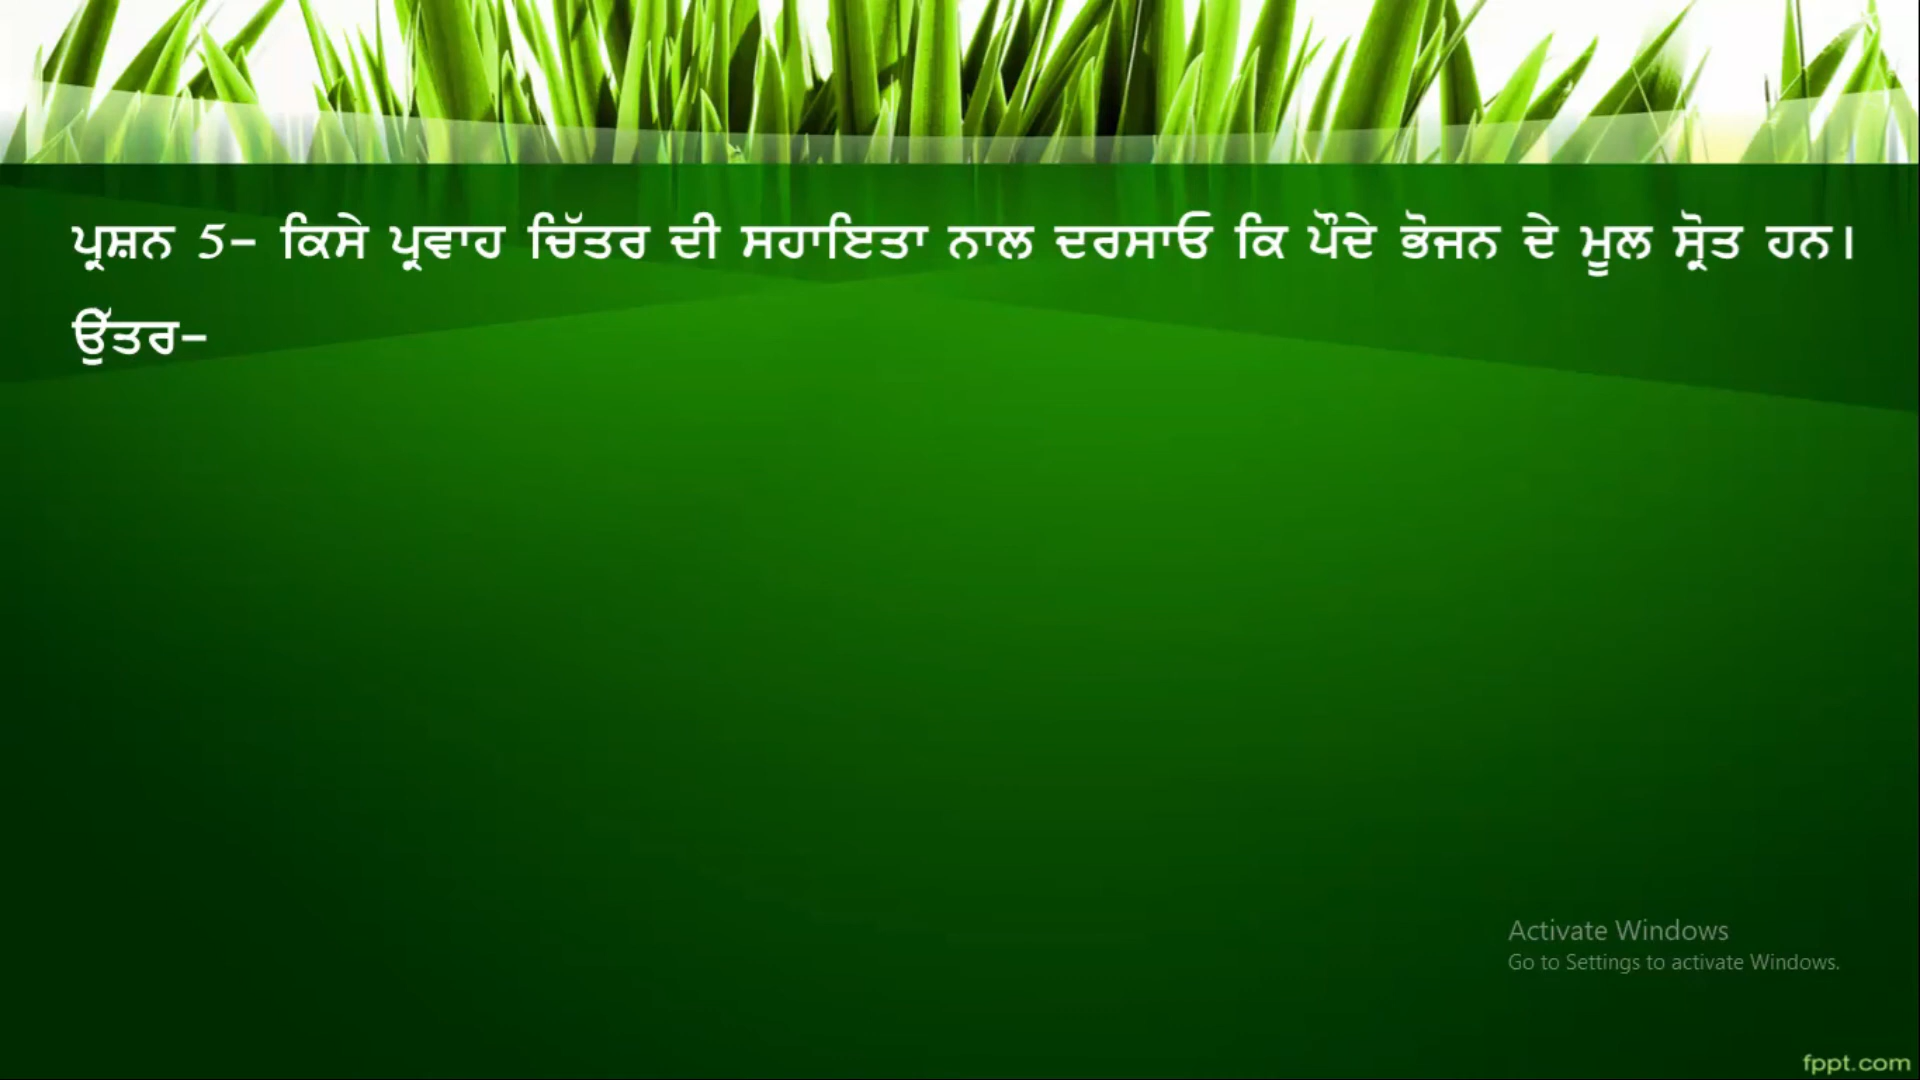 ਪ੍ਰਸ਼ਨ 5- ਕਿਸੇ ਪ੍ਰਵਾਹ ਚਿੱਤਰ ਦੀ ਸਹਾਇਤਾ ਨਾਲ ਦਰਸਾਓ ਕਿ ਪੌਦੇ ਭੋਜਨ ਦੇ ਮੂਲ ਸ੍ਰੋਤ ਹਨ।
ਉੱਤਰ-
Activate Windows
Go to Settings to activate Windows.
fppt.com